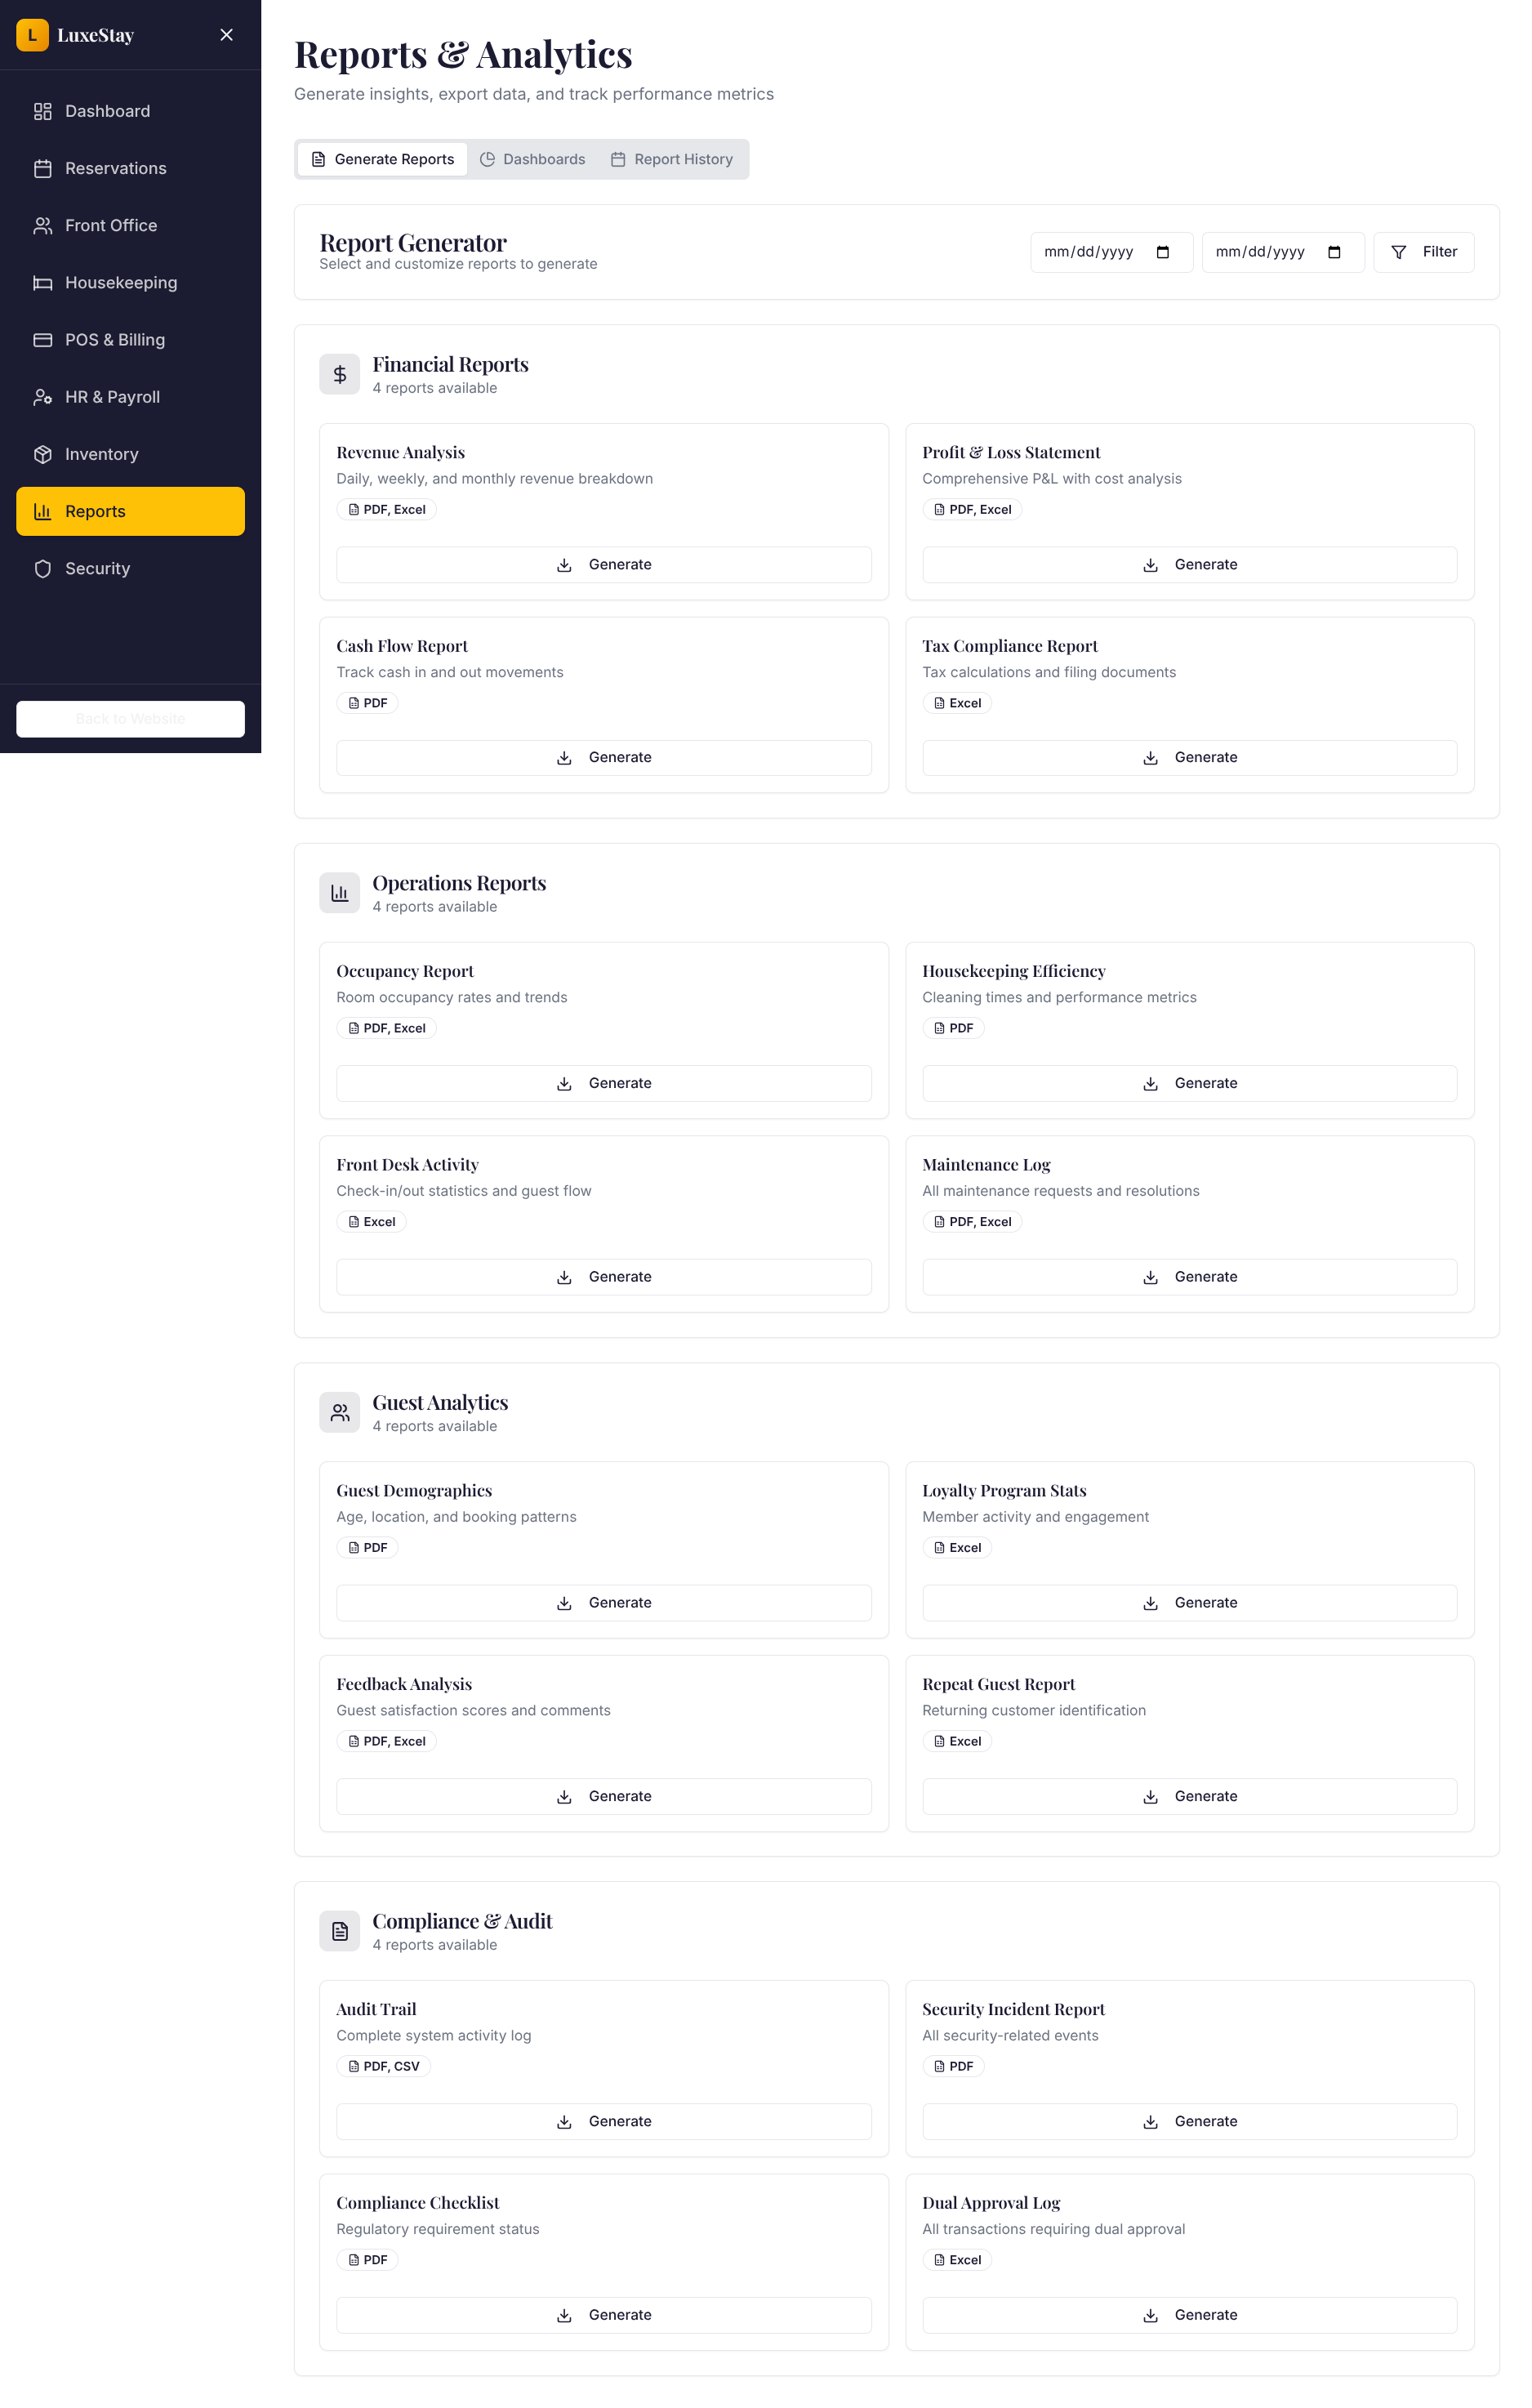 L LuxeStay
Dashboard
Reservations
Front Office
Housekeeping
POS & Billing
HR & Payroll
Inventory
Reports
Security
Back to Website
Reports & Analytics
Generate insights, export data, and track performance metrics
Generate Reports Dashboards Report History
Report Generator
Select and customize reports to generate
mm/dd/yyyy mm/dd/yyyy Filter
Financial Reports
4 reports available
Revenue Analysis
Daily, weekly, and monthly revenue breakdown
PDF, Excel
Generate
Profit & Loss Statement
Comprehensive P&L with cost analysis
PDF, Excel
Generate
Cash Flow Report
Track cash in and out movements
PDF
Generate
Tax Compliance Report
Tax calculations and filing documents
Excel
Generate
Operations Reports
4 reports available
Occupancy Report
Room occupancy rates and trends
PDF, Excel
Generate
Housekeeping Efficiency
Cleaning times and performance metrics
PDF
Generate
Front Desk Activity
Check-in/out statistics and guest flow
Excel
Generate
Maintenance Log
All maintenance requests and resolutions
PDF, Excel
Generate
Guest Analytics
4 reports available
Guest Demographics
Age, location, and booking patterns
PDF
Generate
Loyalty Program Stats
Member activity and engagement
Excel
Generate
Feedback Analysis
Guest satisfaction scores and comments
PDF, Excel
Generate
Repeat Guest Report
Returning customer identification
Excel
Generate
Compliance & Audit
4 reports available
Audit Trail
Complete system activity log
PDF, CSV
Generate
Security Incident Report
All security-related events
PDF
Generate
Compliance Checklist
Regulatory requirement status
PDF
Generate
Dual Approval Log
All transactions requiring dual approval
Excel
Generate